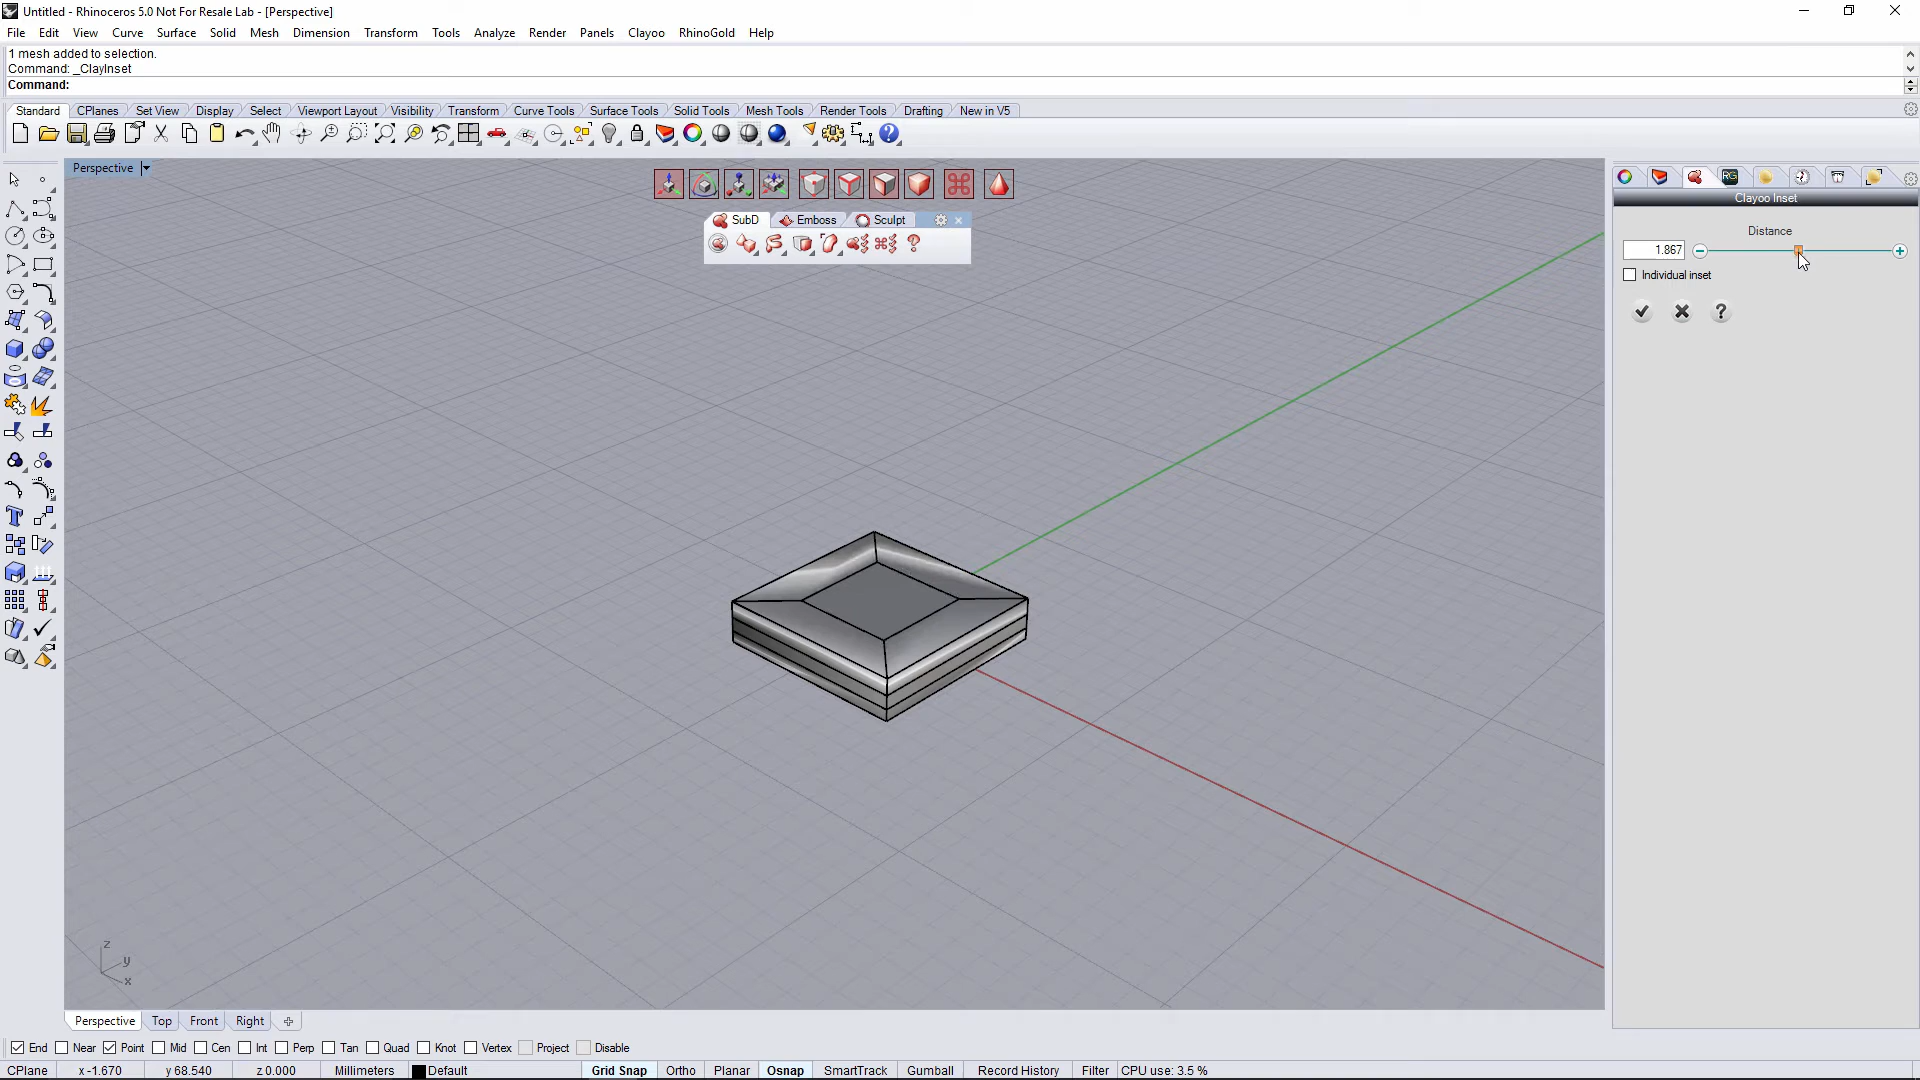 Untitled - Rhinoceros 5.0 Not For Resale Lab - [Perspective]
File Edit View Curve Surface Solid Mesh Dimension Transform Tools Analyze Render Panels Clayoo RhinoGold Help
1 mesh added to selection.
Command: _ClayInset
Command:
Standard CPlanes Set View Display Select Viewport Layout Visibility Transform Curve Tools Surface Tools Solid Tools Mesh Tools Render Tools Drafting New in V5
Perspective
RG
Clayoo Inset
SubD Emboss Sculpt
Distance
1.867
Individual inset
z
y
x
Perspective Top Front Right
End Near Point Mid Cen Int Perp Tan Quad Knot Vertex Project Disable
CPlane x -1.670 y 68.540 z 0.000 Millimeters Default Grid Snap Ortho Planar Osnap SmartTrack Gumball Record History Filter CPU use: 3.5 %